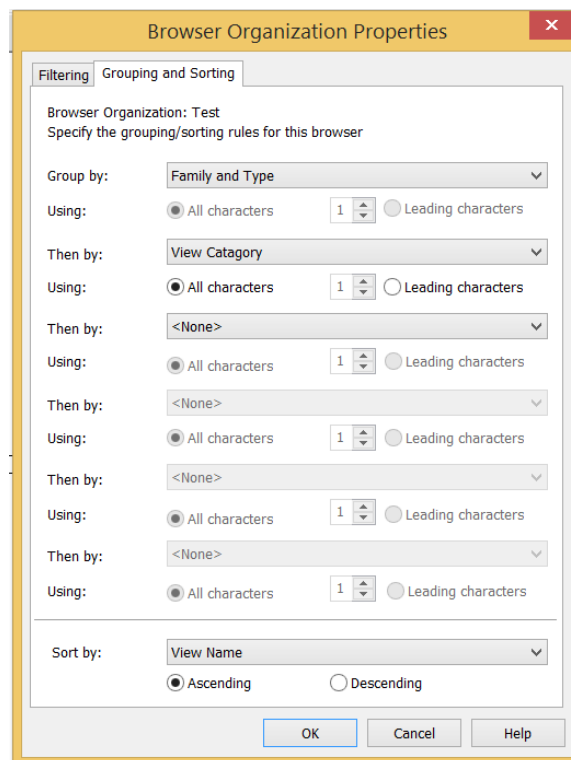 Browser Organization Properties
Filtering Grouping and Sorting
Browser Organization: Test
Specify the grouping/sorting rules for this browser
Group by: Family and Type
Using: All characters 1 Leading characters
Then by: View Catagory
Using: All characters 1 Leading characters
Then by: <None>
Using: All characters 1 Leading characters
Then by: <None>
Using: All characters 1 Leading characters
Then by: <None>
Using: All characters 1 Leading characters
Then by: <None>
Using: All characters 1 Leading characters
Sort by: View Name
Ascending Descending
OK Cancel Help